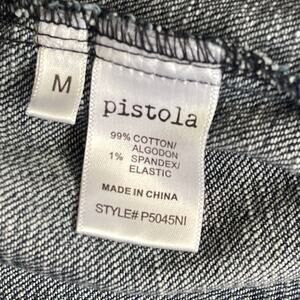 M
pistola
99% COTTON/
ALGODON
1% SPANDEX/
ELASTIC
MADE IN CHINA
STYLE# P5045NI